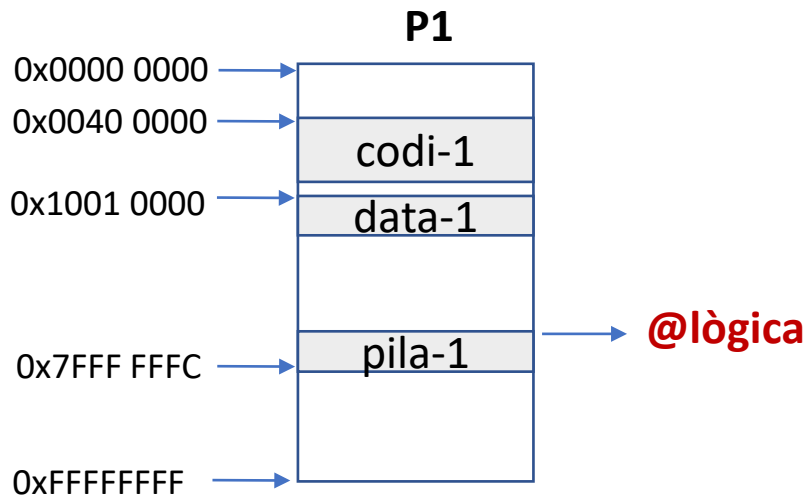 P1
0x0000 0000
0x0040 0000
codi-1
0x1001 0000
data-1
@lògica
pila-1
0x7FFF FFFC
0xFFFFFFFF